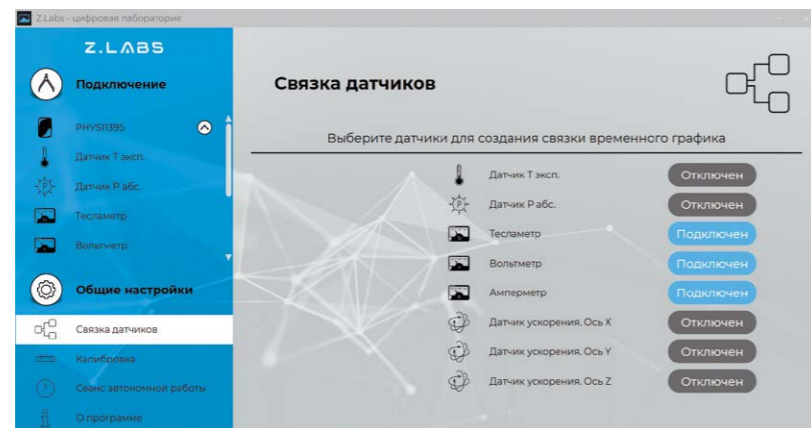 Z.Labs - цифровая лаборатория
Z.LABS
Подключение
PHYS11395
Датчик Т эксп.
Датчик Р абс.
Тесламетр
Вольтметр
Общие настройки
Связка датчиков
Калибровка
Сеанс автономной работы
О программе
Связка датчиков
Выберите датчики для создания связки временного графика
Датчик Т эксп. Отключен
Датчик Р абс. Отключен
Тесламетр Подключен
Вольтметр Подключен
Амперметр Подключен
Датчик ускорения. Ось X Отключен
Датчик ускорения. Ось Y Отключен
Датчик ускорения. Ось Z Отключен